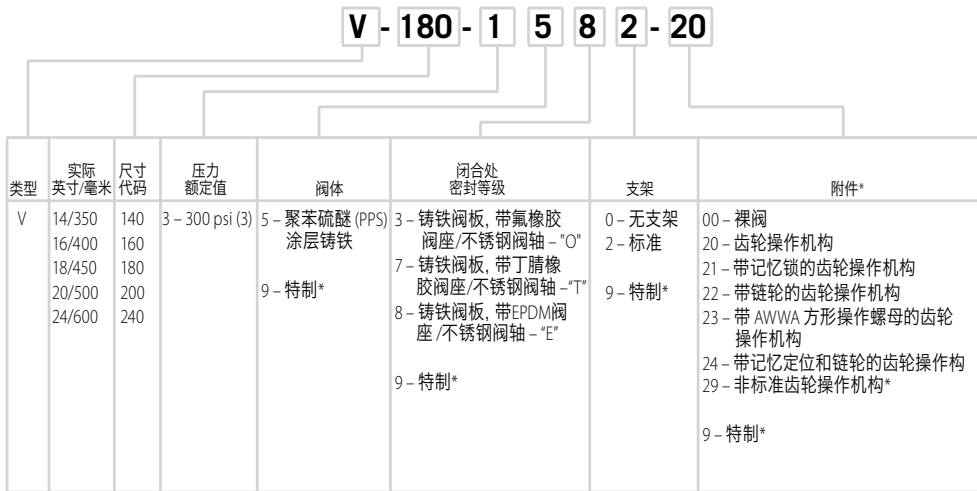 V - 180 - 1 5 8 2 - 20
类型
实际
英寸/毫米
尺寸
代码
压力
额定值
阀体
闭合处
密封等级
支架
附件*
V
14/350
16/400
18/450
20/500
24/600
140
160
180
200
240
3 – 300 psi (3)
5 – 聚苯硫醚 (PPS)
涂层铸铁
9 – 特制*
3 – 铸铁阀板, 带氟橡胶
阀座/不锈钢阀轴 – "O"
7 – 铸铁阀板, 带丁腈橡
胶阀座/不锈钢阀轴 –“T”
8 – 铸铁阀板, 带EPDM阀
座 /不锈钢阀轴 – “E”
9 – 特制*
0 – 无支架
2 – 标准
9 – 特制*
00 – 裸阀
20 – 齿轮操作机构
21 – 带记忆锁的齿轮操作机构
22 – 带链轮的齿轮操作机构
23 – 带 AWWA 方形操作螺母的齿轮
操作机构
24 – 带记忆定位和链轮的齿轮操作构
29 – 非标准齿轮操作机构*
9 – 特制*